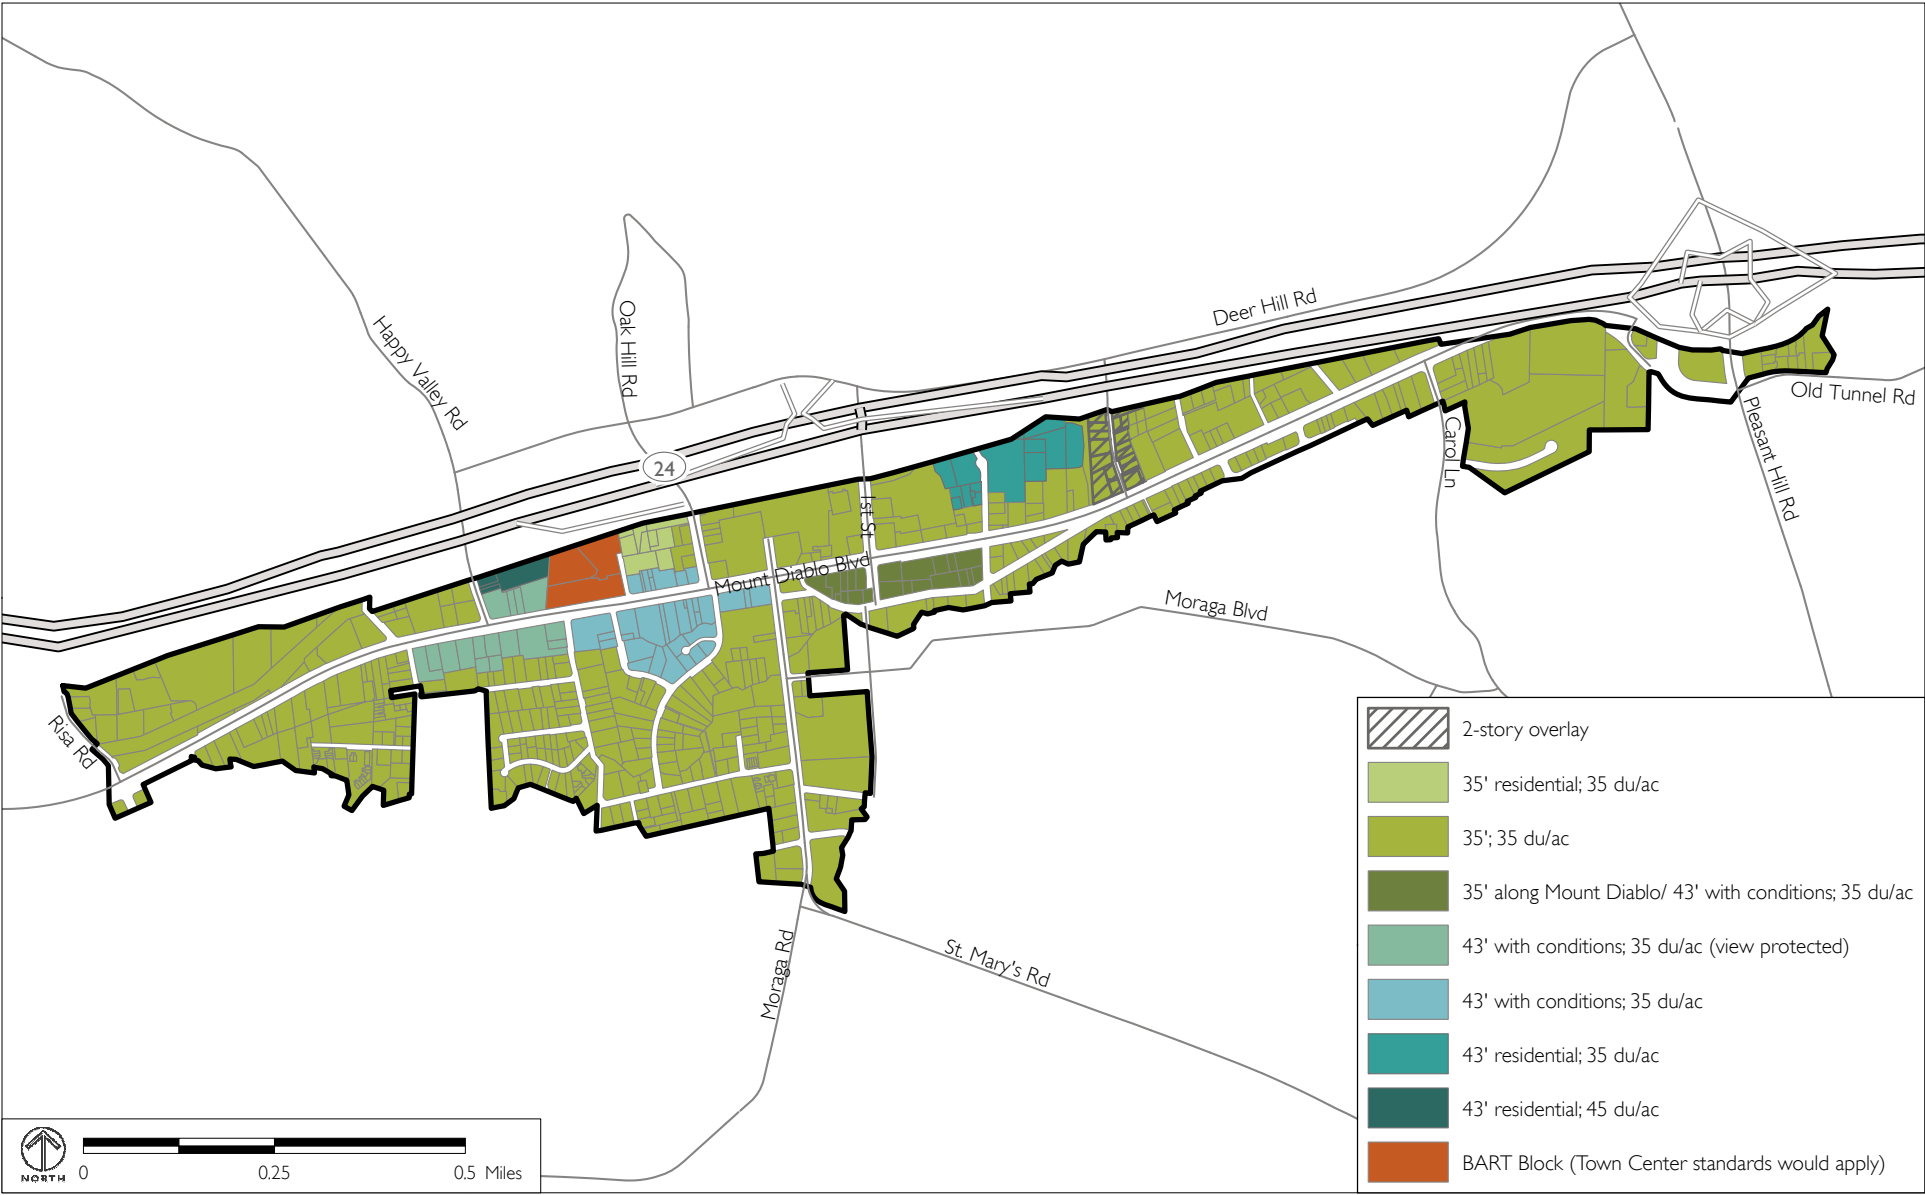 Deer Hill Rd
Oak Hill Rd
Happy Valley Rd
Old Tunnel Rd
Pleasant Hill Rd
Carol Ln
24
1st St
Mount Diablo Blvd
Moraga Blvd
Risa Rd
Moraga Rd
St. Mary's Rd
2-story overlay
35' residential; 35 du/ac
35'; 35 du/ac
35' along Mount Diablo/ 43' with conditions; 35 du/ac
43' with conditions; 35 du/ac (view protected)
43' with conditions; 35 du/ac
43' residential; 35 du/ac
43' residential; 45 du/ac
BART Block (Town Center standards would apply)
NORTH
0 0.25 0.5 Miles